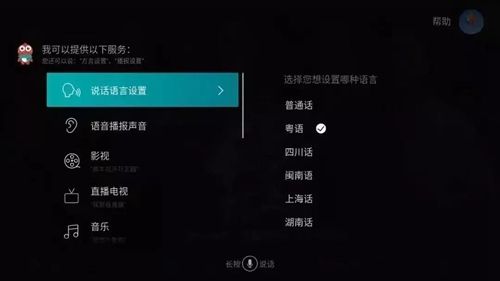 帮助
我可以提供以下服务：
您还可以说："方言设置"、"播报设置"
说话语言设置
选择您想设置哪种语言
普通话
语音播报声音
粤语
影视
四川话
闽南语
直播电视
上海话
音乐
湖南话
长按 说话